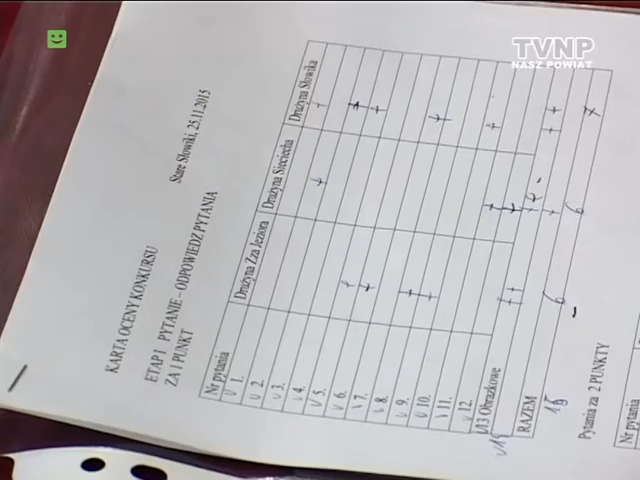 TVNP
NASZ POWIAT
Stare Słowiki, 25.11.2015
KARTA OCENY KONKURSU
ETAP I PYTANIE – ODPOWIEDZ PYTANIA
ZA 1 PUNKT
Nr pytania Drużyna Zza Jeziora Drużyna Sieciecha Drużyna Słowika
1.
2.
3.
4.
5.
6.
7.
8.
9.
10.
11.
12.
13 Obrazkowe
RAZEM 6 6 7
Pytania za 2 PUNKTY
Nr pytania